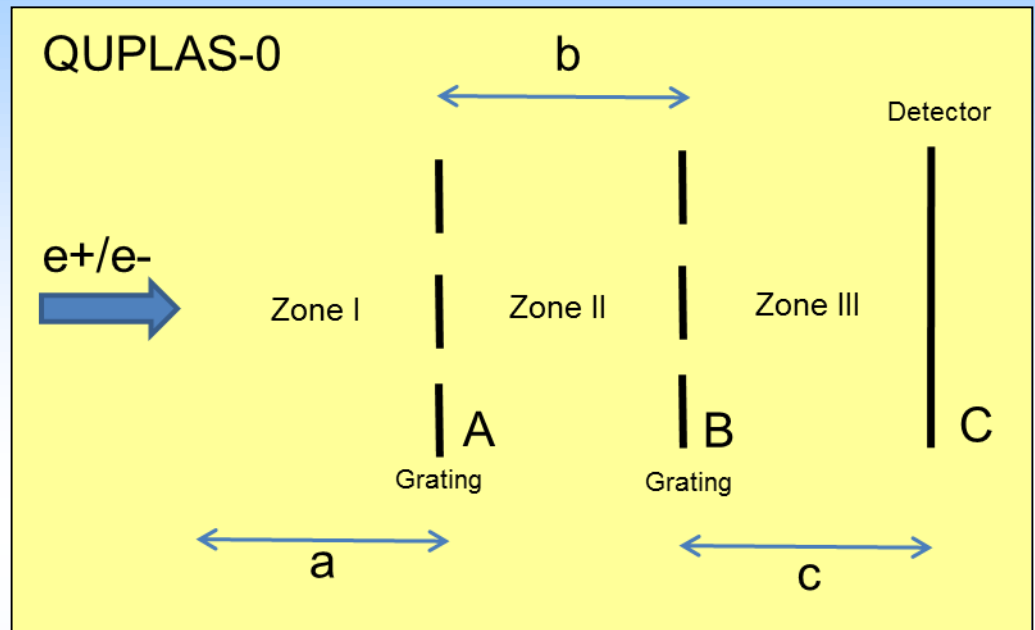 QUPLAS-0
b
Detector
e+/e-
Zone I
Zone II
Zone III
A
B
C
Grating
Grating
a
c